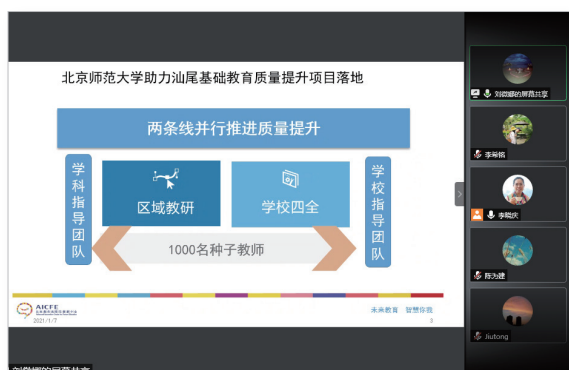 北京师范大学助力汕尾基础教育质量提升项目落地
两条线并行推进质量提升
学科指导团队
区域教研
学校四全
学校指导团队
1000名种子教师
AICFE
2021/1/7
未来教育 智慧你我
3
李希铭
李晓庆
陈为建
Jiutong